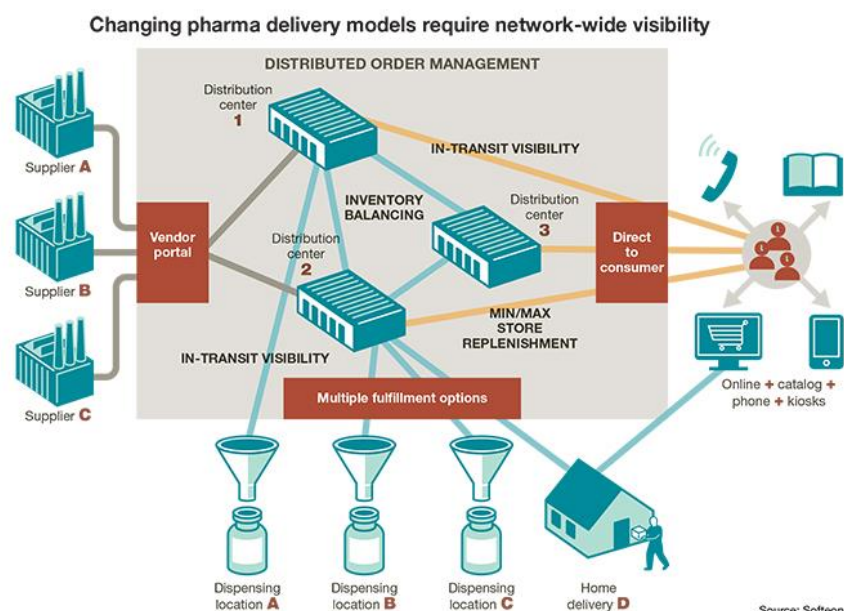 Changing pharma delivery models require network-wide visibility
DISTRIBUTED ORDER MANAGEMENT
Distribution
center
1
IN-TRANSIT VISIBILITY
Supplier A
INVENTORY
BALANCING
Distribution
center
3
Vendor
portal
Distribution
center
2
Direct
to
consumer
Supplier B
MIN/MAX
STORE
REPLENISHMENT
IN-TRANSIT VISIBILITY
Supplier C
Multiple fulfillment options
Online + catalog +
phone + kiosks
Dispensing
location A
Dispensing
location B
Dispensing
location C
Home
delivery D
Source: Softeon